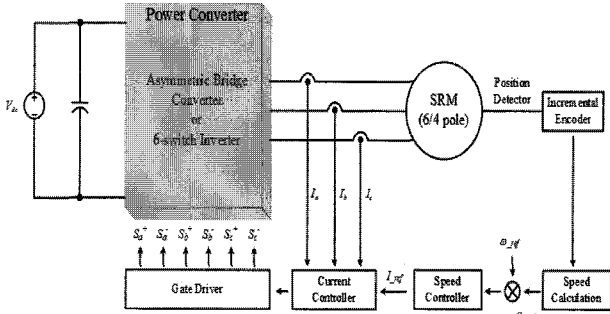 Power Converter
Asymmetric Bridge
Converter
or
6-switch Inverter
V_dc
SRM
(6/4 pole)
Position
Detector
Incremental
Encoder
I_a
I_b
I_c
S_a^+ S_a^- S_b^+ S_b^- S_c^+ S_c^-
ω_ref
Gate Driver
Current
Controller
I_ref
Speed
Controller
Speed
Calculation